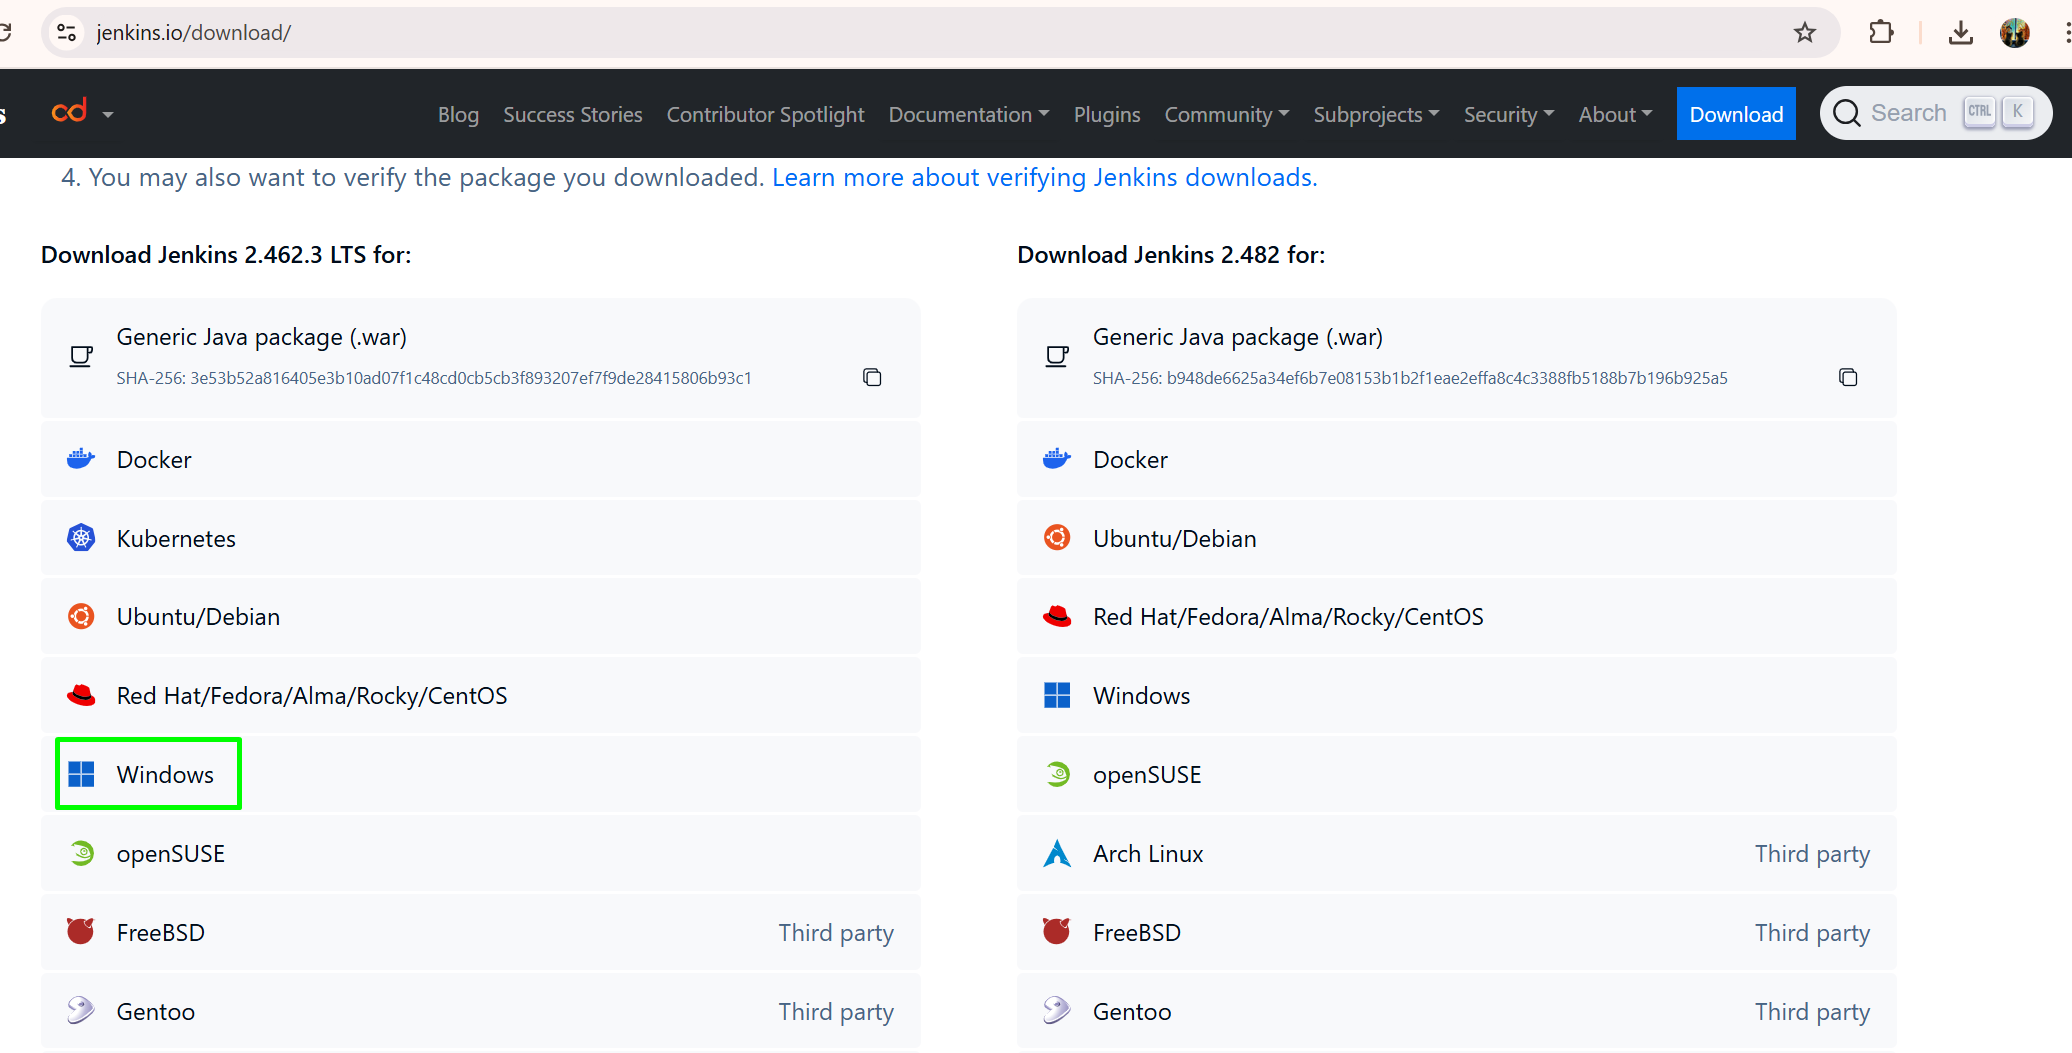 jenkins.io/download/
s
cd
Blog
Success Stories
Contributor Spotlight
Documentation
Plugins
Community
Subprojects
Security
About
Download
Search
CTRL
K
4. You may also want to verify the package you downloaded. Learn more about verifying Jenkins downloads.
Download Jenkins 2.462.3 LTS for:
Generic Java package (.war)
SHA-256: 3e53b52a816405e3b10ad07f1c48cd0cb5cb3f893207ef7f9de28415806b93c1
Docker
Kubernetes
Ubuntu/Debian
Red Hat/Fedora/Alma/Rocky/CentOS
Windows
openSUSE
FreeBSD
Third party
Gentoo
Third party
Download Jenkins 2.482 for:
Generic Java package (.war)
SHA-256: b948de6625a34ef6b7e08153b1b2f1eae2effa8c4c3388fb5188b7b196b925a5
Docker
Ubuntu/Debian
Red Hat/Fedora/Alma/Rocky/CentOS
Windows
openSUSE
Arch Linux
Third party
FreeBSD
Third party
Gentoo
Third party